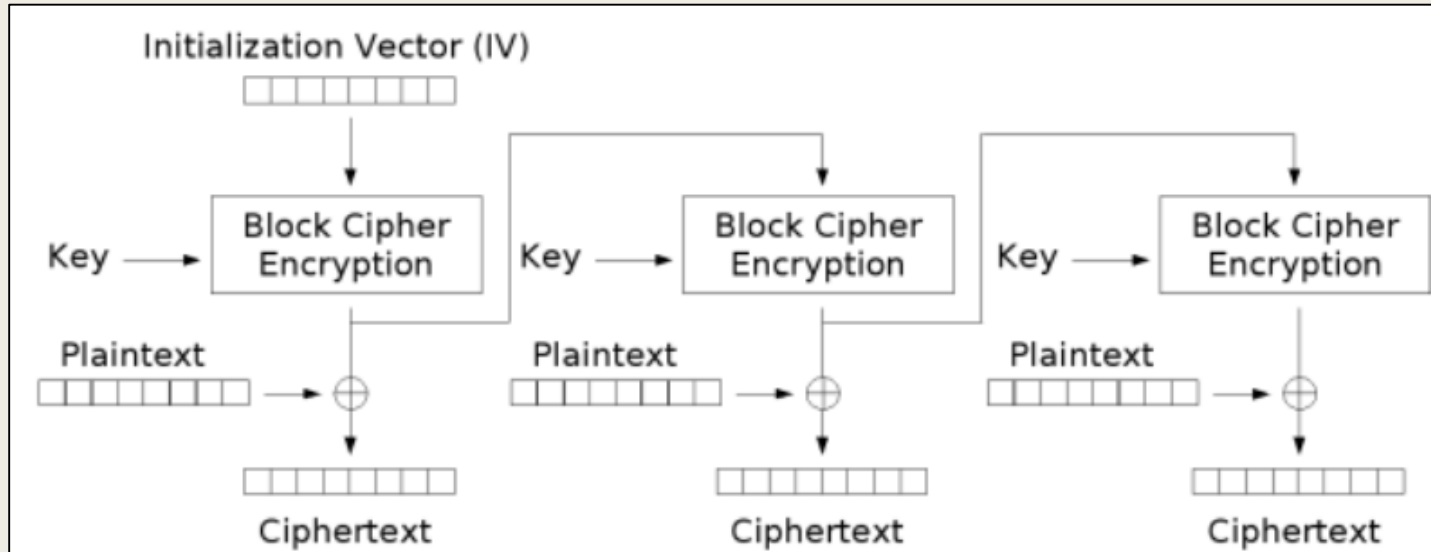 Initialization Vector (IV)
Block Cipher
Encryption
Block Cipher
Encryption
Block Cipher
Encryption
Key
Key
Key
Plaintext
Plaintext
Plaintext
Ciphertext
Ciphertext
Ciphertext